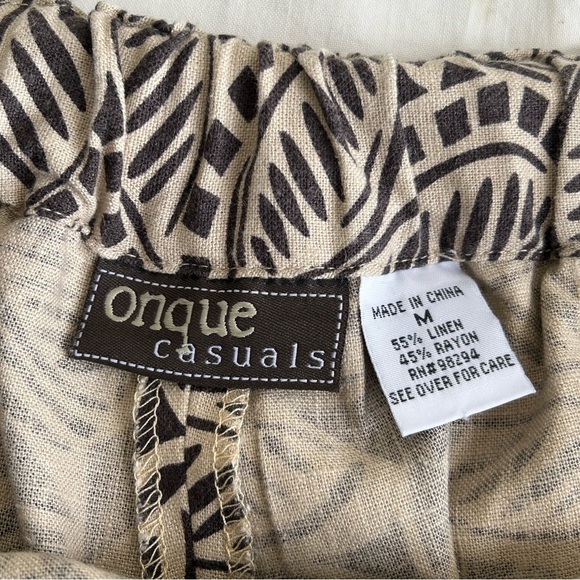 onque
casuals
MADE IN CHINA
M
55% LINEN
45% RAYON
RN#98294
SEE OVER FOR CARE